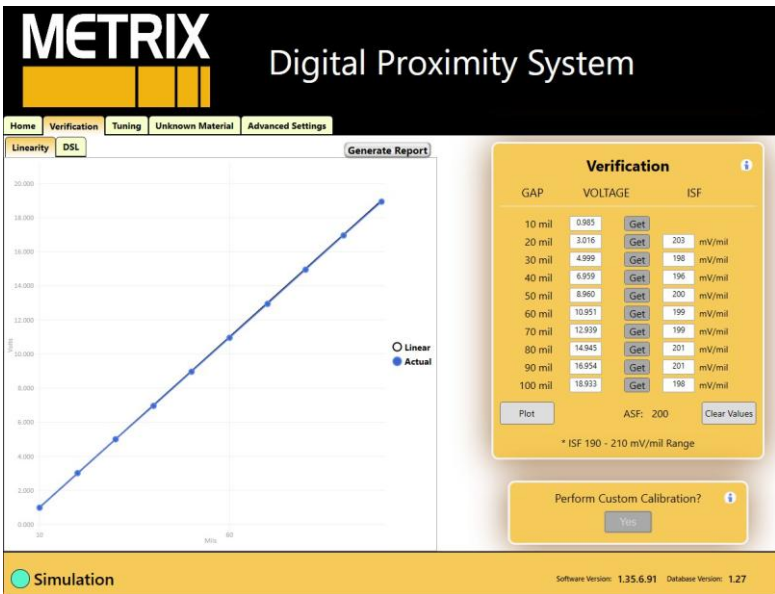 METRIX
Digital Proximity System
Home Verification Tuning Unknown Material Advanced Settings
Linearity DSL
Generate Report
20.000
18.000
16.000
14.000
12.000
10.000
8.000
6.000
4.000
2.000
0.000
Volts
10 60
Mils
Linear
Actual
Verification
GAP VOLTAGE ISF
10 mil 0.985 Get
20 mil 3.016 Get 203 mV/mil
30 mil 4.999 Get 198 mV/mil
40 mil 6.959 Get 196 mV/mil
50 mil 8.960 Get 200 mV/mil
60 mil 10.951 Get 199 mV/mil
70 mil 12.939 Get 199 mV/mil
80 mil 14.945 Get 201 mV/mil
90 mil 16.954 Get 201 mV/mil
100 mil 18.933 Get 198 mV/mil
Plot ASF: 200 Clear Values
* ISF 190 - 210 mV/mil Range
Perform Custom Calibration?
Yes
Simulation
Software Version: 1.35.6.91 Database Version: 1.27